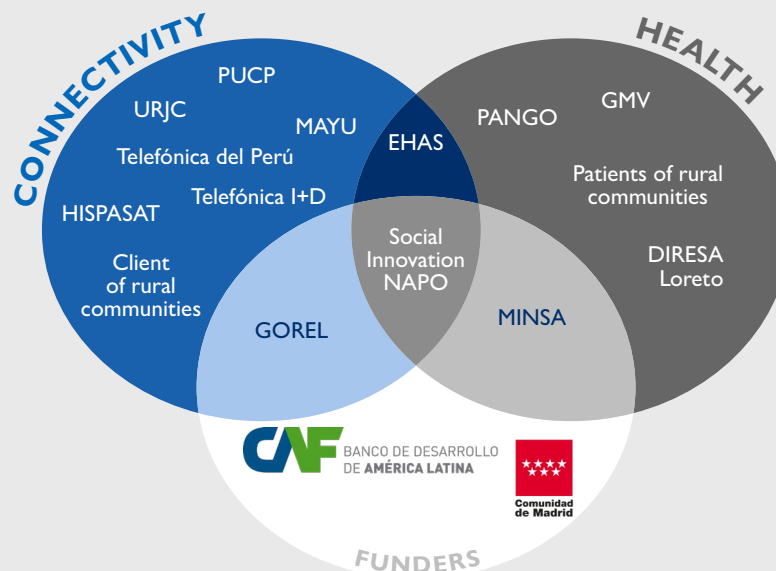 CONNECTIVITY
HEALTH
PUCP
URJC
MAYU
Telefónica del Perú
Telefónica I+D
HISPASAT
Client
of rural
communities
EHAS
PANGO
GMV
Patients of rural
communities
DIRESA
Loreto
Social
Innovation
NAPO
GOREL
MINSA
CAF
BANCO DE DESARROLLO
DE AMÉRICA LATINA
Comunidad
de Madrid
FUNDERS